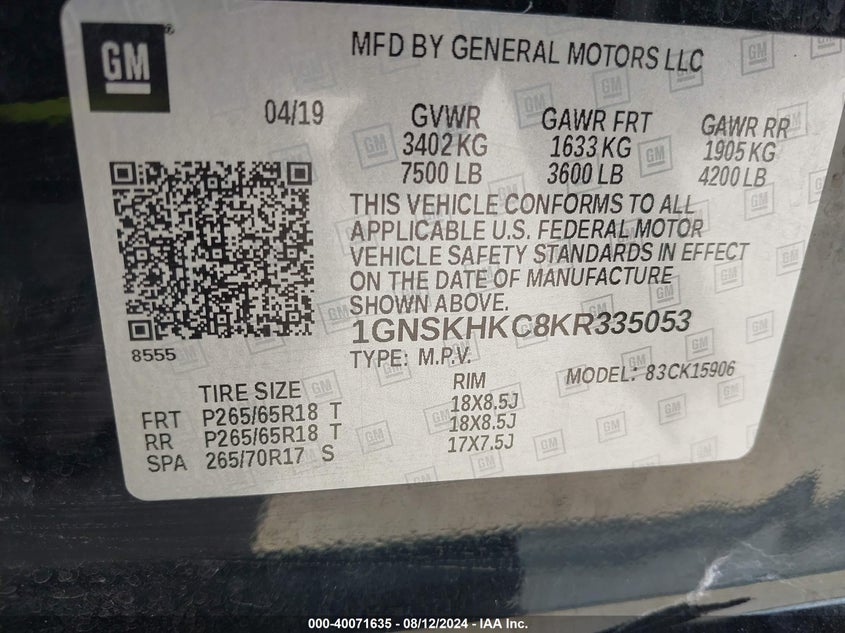 GM
MFD BY GENERAL MOTORS LLC
04/19
GVWR GAWR FRT GAWR RR
3402 KG 1633 KG 1905 KG
7500 LB 3600 LB 4200 LB
THIS VEHICLE CONFORMS TO ALL
APPLICABLE U.S. FEDERAL MOTOR
VEHICLE SAFETY STANDARDS IN EFFECT
ON THE DATE OF MANUFACTURE
SHOWN ABOVE.
1GNSKHKC8KR335053
8555
TYPE: M.P.V. MODEL: 83CK15906
TIRE SIZE RIM
FRT P265/65R18 T 18X8.5J
RR P265/65R18 T 18X8.5J
SPA 265/70R17 S 17X7.5J
000-40071635 - 08/12/2024 - IAA Inc.